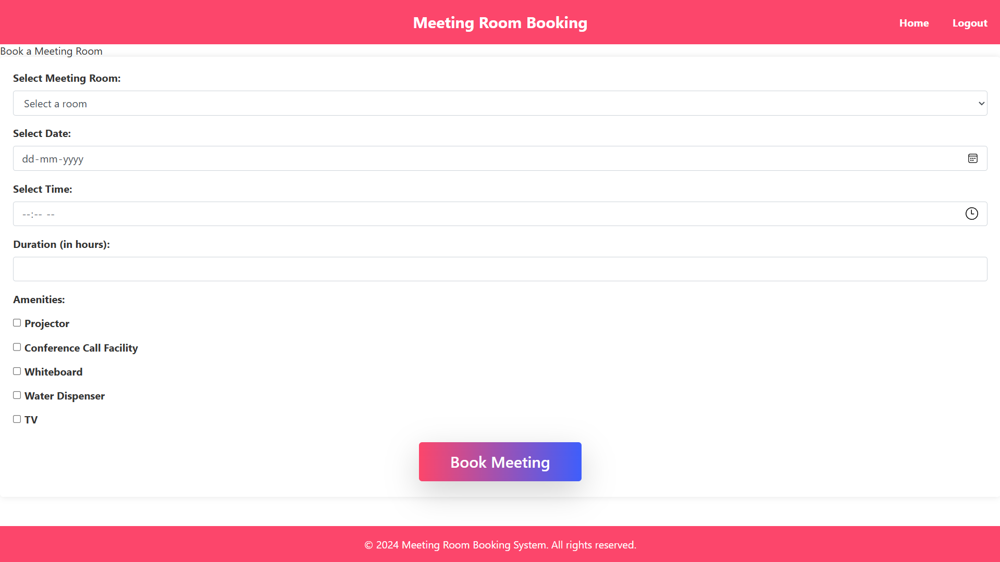 Meeting Room Booking
Home Logout
Book a Meeting Room
Select Meeting Room:
Select a room
Select Date:
dd-mm-yyyy
Select Time:
--:-- --
Duration (in hours):
Amenities:
Projector
Conference Call Facility
Whiteboard
Water Dispenser
TV
Book Meeting
© 2024 Meeting Room Booking System. All rights reserved.